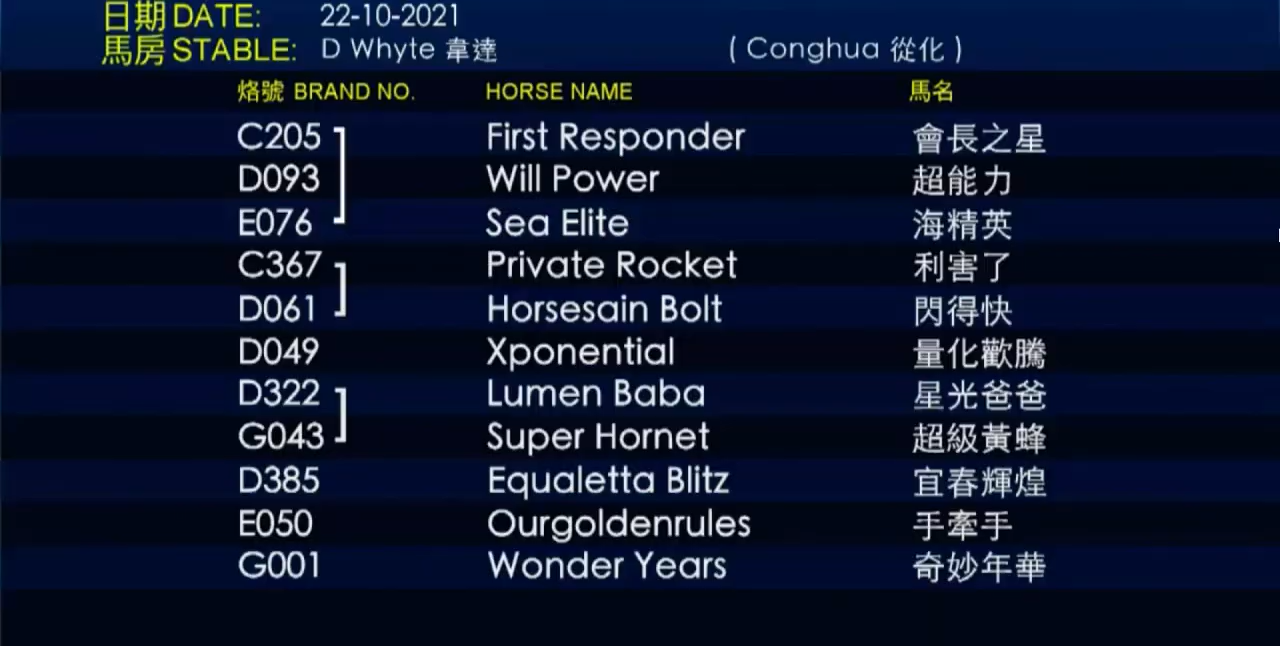 日期 DATE: 22-10-2021
馬房 STABLE: D Whyte 韋達 ( Conghua 從化 )
烙號 BRAND NO. HORSE NAME 馬名
C205 First Responder 會長之星
D093 Will Power 超能力
E076 Sea Elite 海精英
C367 Private Rocket 利害了
D061 Horsesain Bolt 閃得快
D049 Xponential 量化歡騰
D322 Lumen Baba 星光爸爸
G043 Super Hornet 超級黃蜂
D385 Equaletta Blitz 宜春輝煌
E050 Ourgoldenrules 手牽手
G001 Wonder Years 奇妙年華